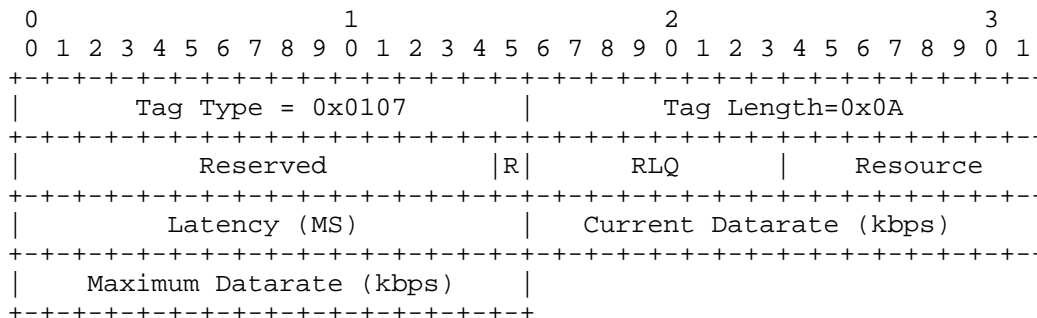 0                   1                   2                   3
 0 1 2 3 4 5 6 7 8 9 0 1 2 3 4 5 6 7 8 9 0 1 2 3 4 5 6 7 8 9 0 1
+-+-+-+-+-+-+-+-+-+-+-+-+-+-+-+-+-+-+-+-+-+-+-+-+-+-+-+-+-+-+-+--
|       Tag Type = 0x0107       |        Tag Length=0x0A
+-+-+-+-+-+-+-+-+-+-+-+-+-+-+-+-+-+-+-+-+-+-+-+-+-+-+-+-+-+-+-+--
|           Reserved          |R|      RLQ      |    Resource
+-+-+-+-+-+-+-+-+-+-+-+-+-+-+-+-+-+-+-+-+-+-+-+-+-+-+-+-+-+-+-+--
|         Latency (MS)          |   Current Datarate (kbps)
+-+-+-+-+-+-+-+-+-+-+-+-+-+-+-+-+-+-+-+-+-+-+-+-+-+-+-+-+-+-+-+--
|    Maximum Datarate (kbps)    |
+-+-+-+-+-+-+-+-+-+-+-+-+-+-+-+-+